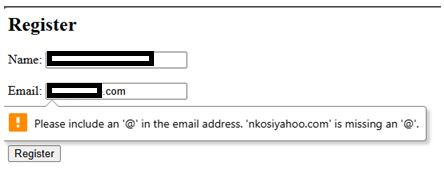 Register
Name:
Email: .com
Please include an '@' in the email address. 'nkosiyahoo.com' is missing an '@'.
Register